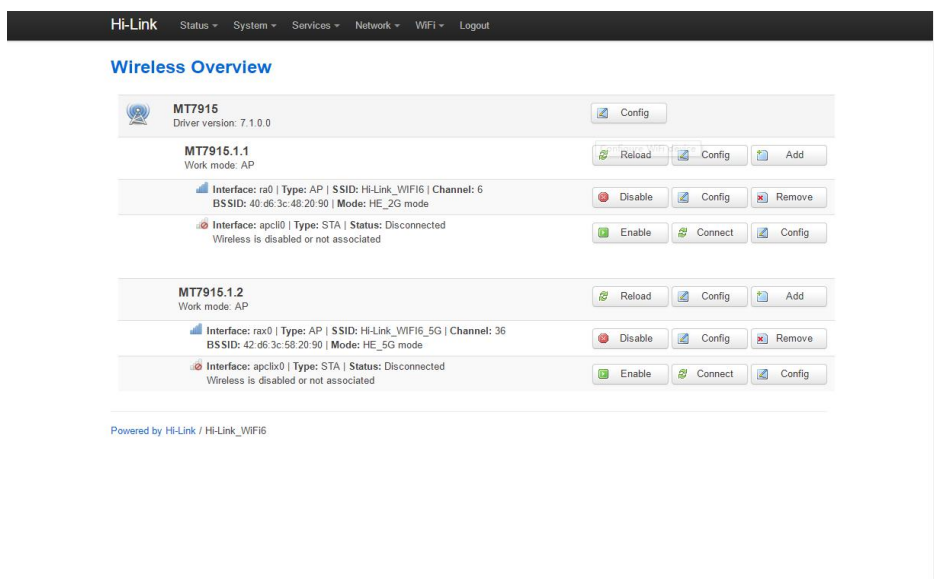 Hi-Link Status System Services Network WiFi Logout
Wireless Overview
MT7915
Driver version: 7.1.0.0
Config
MT7915.1.1
Work mode: AP
Reload Config Add
Interface: ra0 | Type: AP | SSID: Hi-Link_WIFI6 | Channel: 6
BSSID: 40:d6:3c:48:20:90 | Mode: HE_2G mode
Disable Config Remove
Interface: apcli0 | Type: STA | Status: Disconnected
Wireless is disabled or not associated
Enable Connect Config
MT7915.1.2
Work mode: AP
Reload Config Add
Interface: rax0 | Type: AP | SSID: Hi-Link_WIFI6_5G | Channel: 36
BSSID: 42:d6:3c:58:20:90 | Mode: HE_5G mode
Disable Config Remove
Interface: apclix0 | Type: STA | Status: Disconnected
Wireless is disabled or not associated
Enable Connect Config
Powered by Hi-Link / Hi-Link_WiFi6